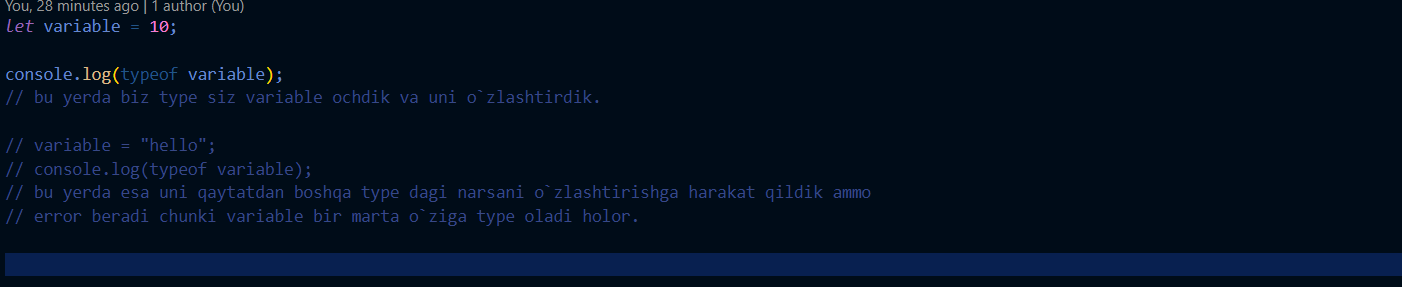 You, 28 minutes ago | 1 author (You)
let variable = 10;
console.log(typeof variable);
// bu yerda biz type siz variable ochdik va uni o`zlashtirdik.
// variable = "hello";
// console.log(typeof variable);
// bu yerda esa uni qaytatdan boshqa type dagi narsani o`zlashtirishga harakat qildik ammo
// error beradi chunki variable bir marta o`ziga type oladi holor.